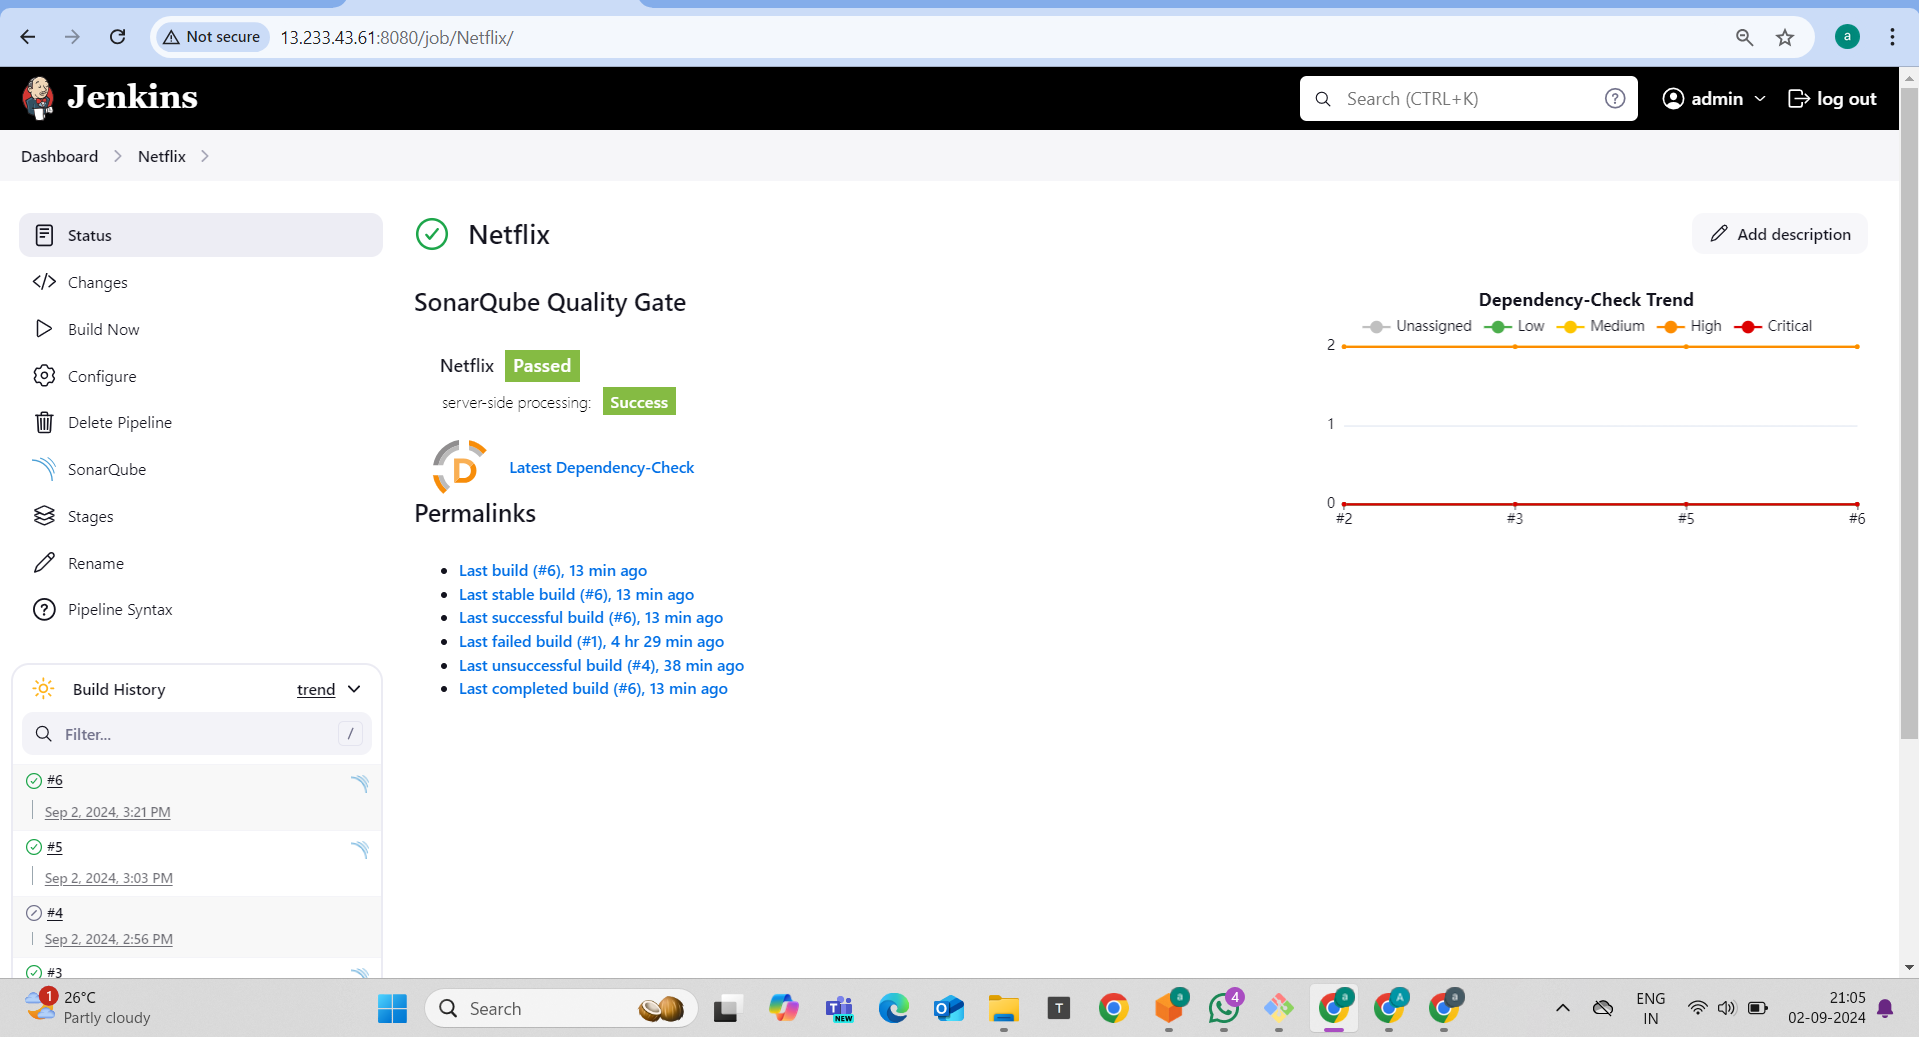 Not secure 13.233.43.61:8080/job/Netflix/
a
Jenkins
Search (CTRL+K)
?
admin
log out
Dashboard
Netflix
Status
Changes
Build Now
Configure
Delete Pipeline
SonarQube
Stages
Rename
Pipeline Syntax
Build History
trend
Filter...
/
#6
Sep 2, 2024, 3:21 PM
#5
Sep 2, 2024, 3:03 PM
#4
Sep 2, 2024, 2:56 PM
#3
Netflix
Add description
SonarQube Quality Gate
Netflix Passed
server-side processing: Success
D
Latest Dependency-Check
Permalinks
Last build (#6), 13 min ago
Last stable build (#6), 13 min ago
Last successful build (#6), 13 min ago
Last failed build (#1), 4 hr 29 min ago
Last unsuccessful build (#4), 38 min ago
Last completed build (#6), 13 min ago
Dependency-Check Trend
Unassigned Low Medium High Critical
2
1
0
#2 #3 #5 #6
1
26°C
Partly cloudy
Search
NEW
T
a
4
a
A
a
ENG
IN
21:05
02-09-2024